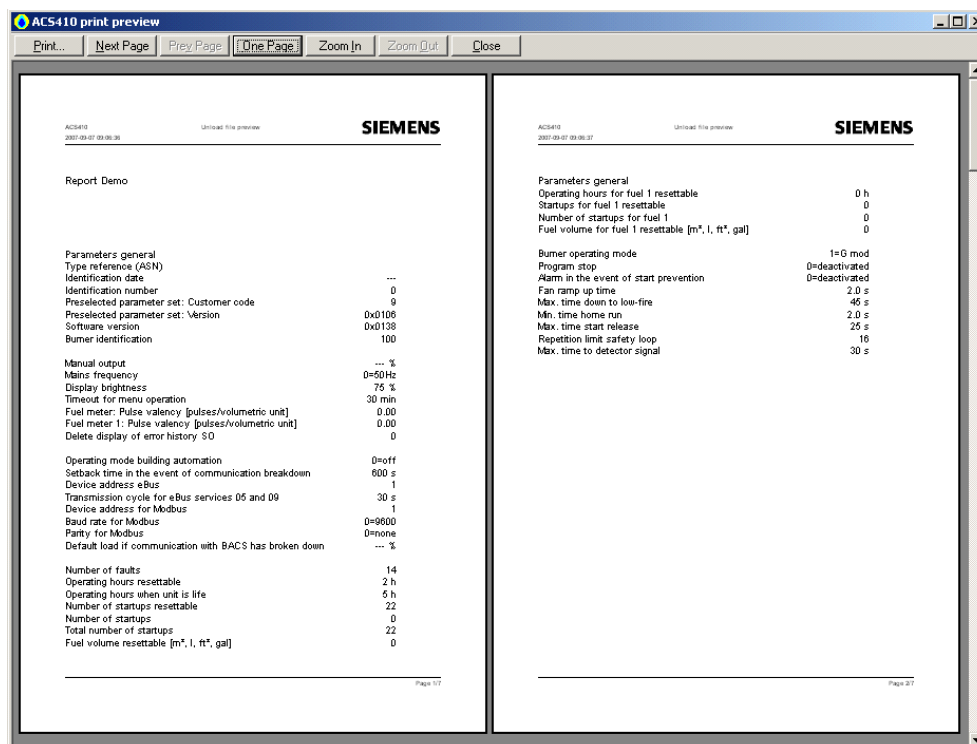 ACS410 print preview
Print... Next Page Prev Page One Page Zoom In Zoom Out Close
ACS410 Unload file preview SIEMENS
2007-09-07 09:06:36
Report Demo
Parameters general
Type reference (ASN)
Identification date ---
Identification number 0
Preselected parameter set: Customer code 9
Preselected parameter set: Version 0x0106
Software version 0x0138
Burner identification 100
Manual output --- %
Mains frequency 0=50Hz
Display brightness 75 %
Timeout for menu operation 30 min
Fuel meter: Pulse valency [pulses/volumetric unit] 0.00
Fuel meter 1: Pulse valency [pulses/volumetric unit] 0.00
Delete display of error history SO 0
Operating mode building automation 0=off
Setback time in the event of communication breakdown 600 s
Device address eBus 1
Transmission cycle for eBus services 05 and 09 30 s
Device address for Modbus 1
Baud rate for Modbus 0=9600
Parity for Modbus 0=none
Default load if communication with BACS has broken down --- %
Number of faults 14
Operating hours resettable 2 h
Operating hours when unit is life 5 h
Number of startups resettable 22
Number of startups 0
Total number of startups 22
Fuel volume resettable [m³, l, ft³, gal] 0
Page 1/7
ACS410 Unload file preview SIEMENS
2007-09-07 09:06:37
Parameters general
Operating hours for fuel 1 resettable 0 h
Startups for fuel 1 resettable 0
Number of startups for fuel 1 0
Fuel volume for fuel 1 resettable [m³, l, ft³, gal] 0
Burner operating mode 1=G mod
Program stop 0=deactivated
Alarm in the event of start prevention 0=deactivated
Fan ramp up time 2.0 s
Max. time down to low-fire 45 s
Min. time home run 2.0 s
Max. time start release 25 s
Repetition limit safety loop 16
Max. time to detector signal 30 s
Page 2/7